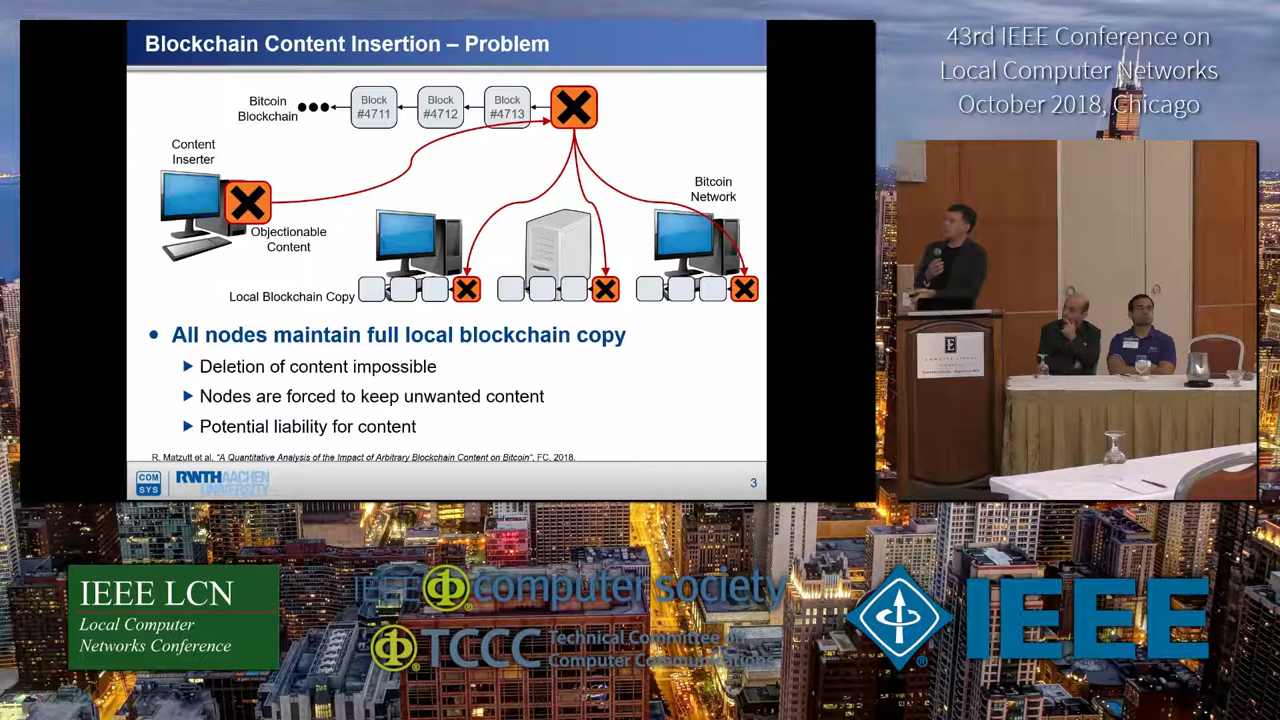 Blockchain Content Insertion – Problem
43rd IEEE Conference on
Local Computer Networks
October 2018, Chicago
Bitcoin
Blockchain
Block
#4711
Block
#4712
Block
#4713
Content
Inserter
Objectionable
Content
Bitcoin
Network
Local Blockchain Copy
• All nodes maintain full local blockchain copy
Deletion of content impossible
Nodes are forced to keep unwanted content
Potential liability for content
R. Matzutt et al, "A Quantitative Analysis of the Impact of Arbitrary Blockchain Content on Bitcoin", FC, 2018.
COM
SYS
RWTH AACHEN
UNIVERSITY
3
IEEE LCN
Local Computer
Networks Conference
IEEE computer society
TCCC Technical Committee on
Computer Communications
IEEE